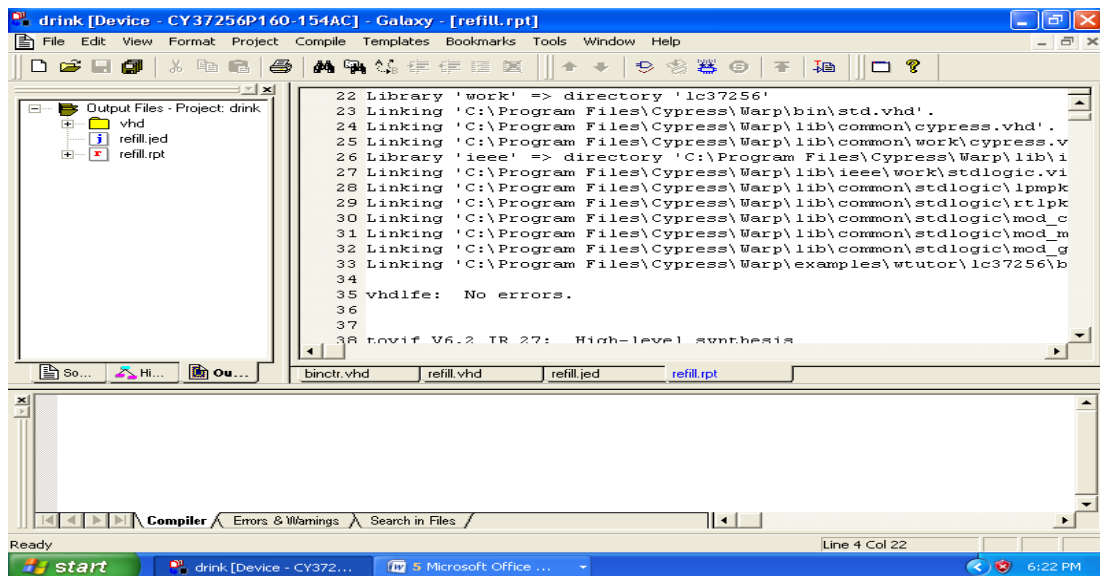 drink [Device - CY37256P160-154AC] - Galaxy - [refill.rpt]
File Edit View Format Project Compile Templates Bookmarks Tools Window Help
Output Files - Project: drink
vhd
refill.jed
refill.rpt
22 Library 'work' => directory 'lc37256'
23 Linking 'C:\Program Files\Cypress\Warp\bin\std.vhd'.
24 Linking 'C:\Program Files\Cypress\Warp\lib\common\cypress.vhd'.
25 Linking 'C:\Program Files\Cypress\Warp\lib\common\work\cypress.v
26 Library 'ieee' => directory 'C:\Program Files\Cypress\Warp\lib\i
27 Linking 'C:\Program Files\Cypress\Warp\lib\ieee\work\stdlogic.vi
28 Linking 'C:\Program Files\Cypress\Warp\lib\common\stdlogic\lpmpk
29 Linking 'C:\Program Files\Cypress\Warp\lib\common\stdlogic\rtlpk
30 Linking 'C:\Program Files\Cypress\Warp\lib\common\stdlogic\mod_c
31 Linking 'C:\Program Files\Cypress\Warp\lib\common\stdlogic\mod_m
32 Linking 'C:\Program Files\Cypress\Warp\lib\common\stdlogic\mod_g
33 Linking 'C:\Program Files\Cypress\Warp\examples\wtutor\lc37256\b
34
35 vhdlfe: No errors.
36
37
38 tovif V6.2 IR 27: High-level synthesis
So... Hi... Ou...
binctr.vhd refill.vhd refill.jed refill.rpt
Compiler Errors & Warnings Search in Files
Ready Line 4 Col 22
start drink [Device - CY372... 5 Microsoft Office ... 6:22 PM